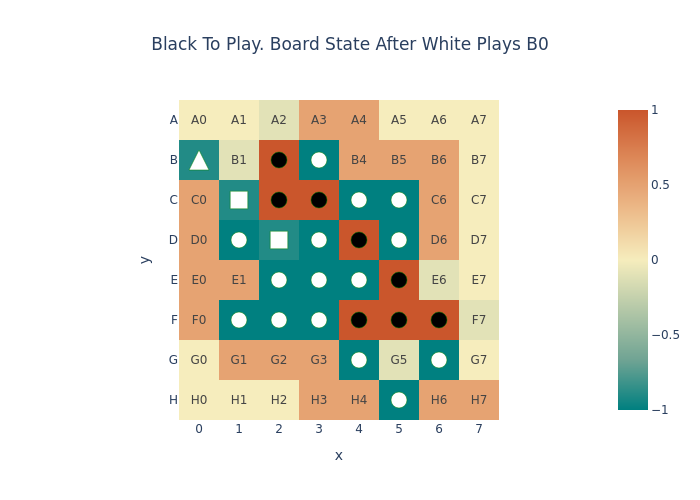 Black To Play. Board State After White Plays B0
A A0 A1 A2 A3 A4 A5 A6 A7
B B1 B4 B5 B6 B7
C C0 C6 C7
D D0 D6 D7
E E0 E1 E6 E7
F F0 F7
G G0 G1 G2 G3 G5 G7
H H0 H1 H2 H3 H4 H6 H7
0 1 2 3 4 5 6 7
x
y
1
0.5
0
−0.5
−1